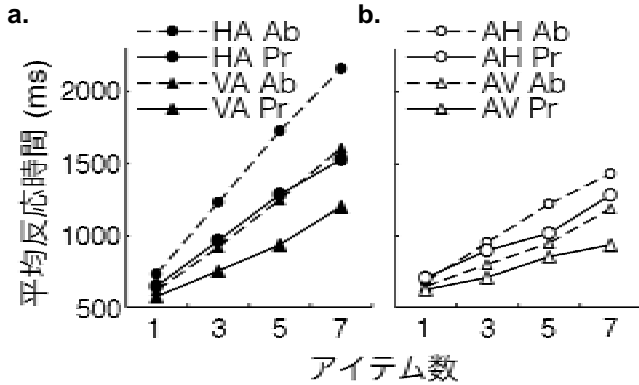 a.
HA Ab
HA Pr
VA Ab
VA Pr
平均反応時間 (ms)
2000
1500
1000
500
1 3 5 7
b.
AH Ab
AH Pr
AV Ab
AV Pr
1 3 5 7
アイテム数